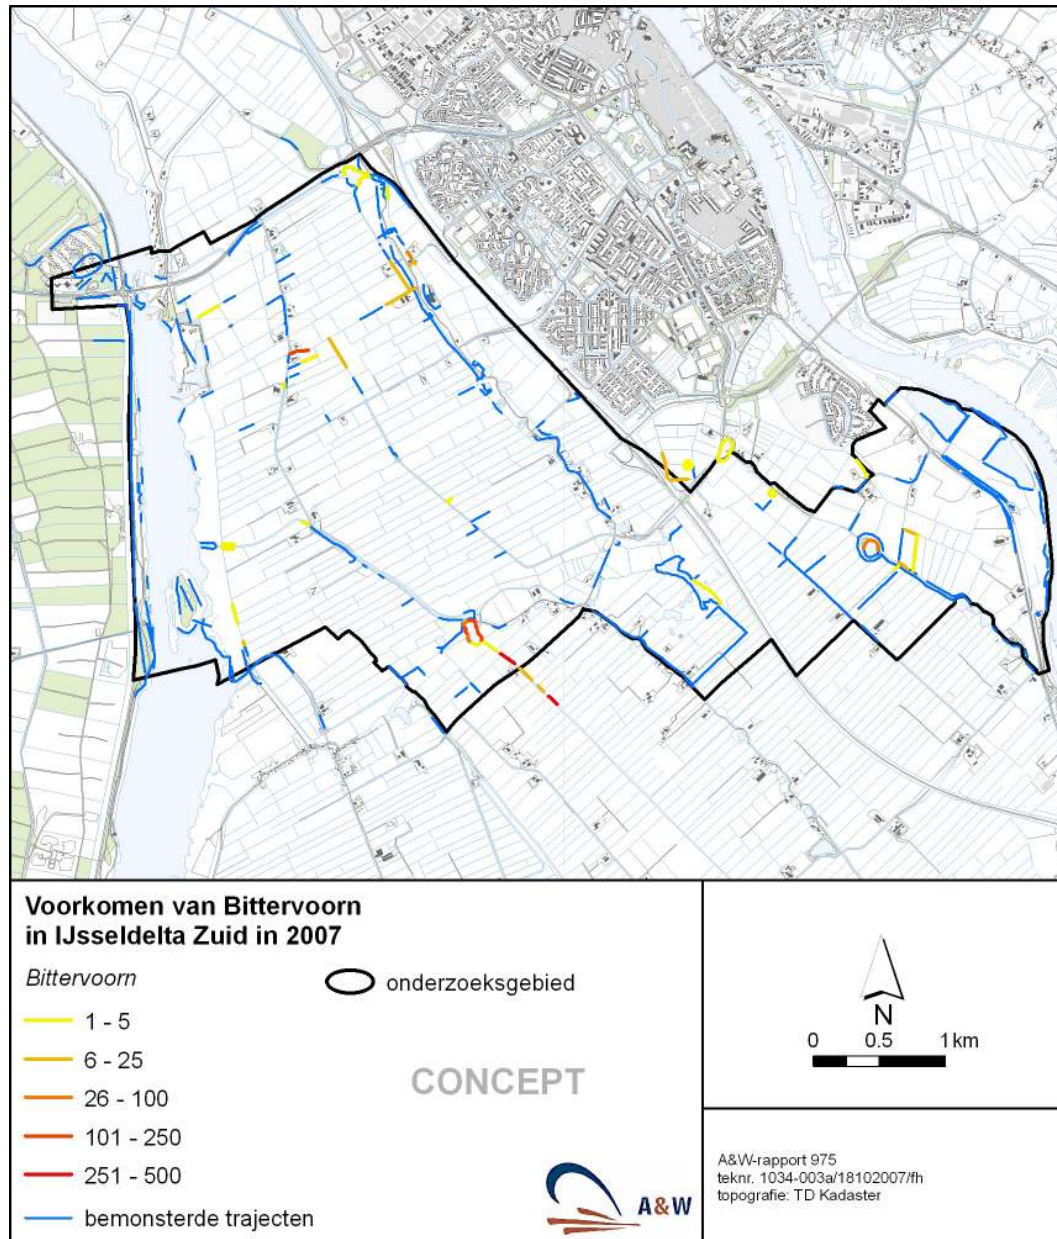 Voorkomen van Bittervoorn
in IJsseldelta Zuid in 2007
Bittervoorn
1 - 5
6 - 25
26 - 100
101 - 250
251 - 500
bemonsterde trajecten
onderzoeksgebied
CONCEPT
A&W
N
0 0.5 1 km
A&W-rapport 975
teknr. 1034-003a/18102007/fh
topografie: TD Kadaster